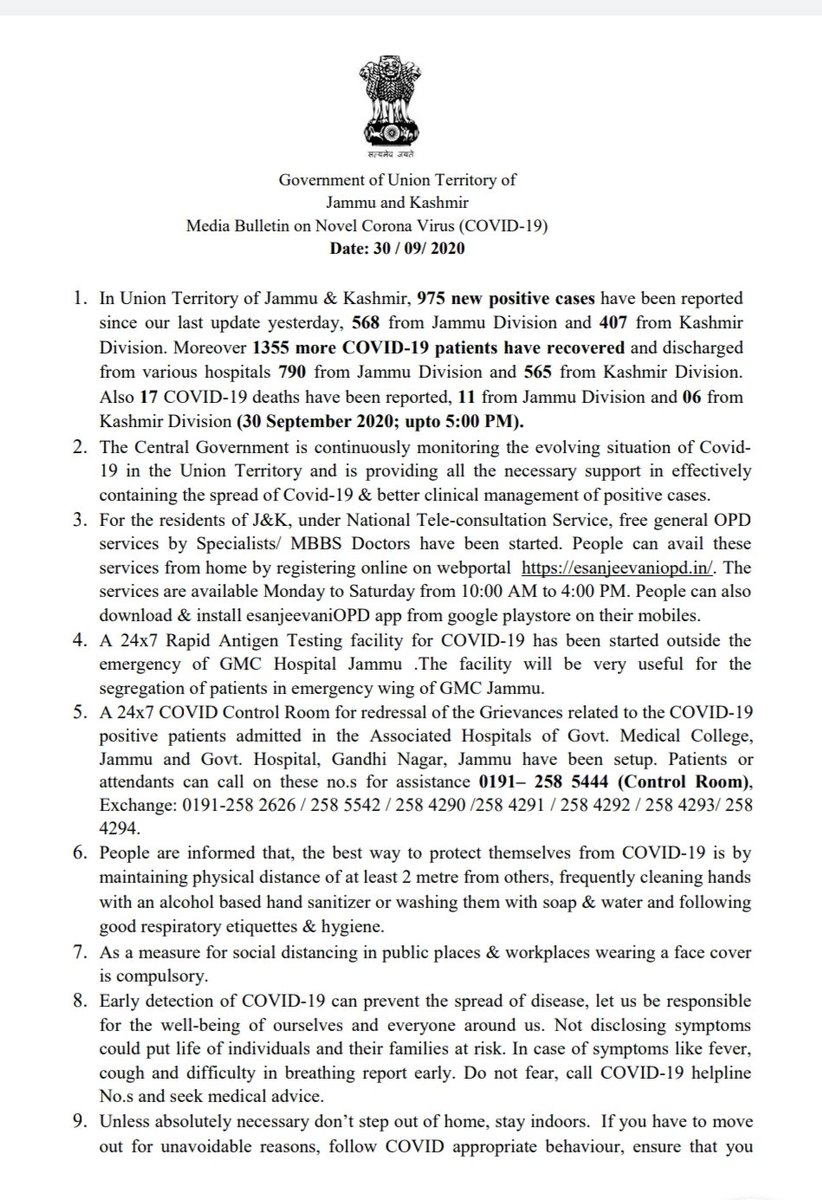 सत्यमेव जयते
Government of Union Territory of
Jammu and Kashmir
Media Bulletin on Novel Corona Virus (COVID-19)
Date: 30 / 09/ 2020
1. In Union Territory of Jammu & Kashmir, 975 new positive cases have been reported
since our last update yesterday, 568 from Jammu Division and 407 from Kashmir
Division. Moreover 1355 more COVID-19 patients have recovered and discharged
from various hospitals 790 from Jammu Division and 565 from Kashmir Division.
Also 17 COVID-19 deaths have been reported, 11 from Jammu Division and 06 from
Kashmir Division (30 September 2020; upto 5:00 PM).
2. The Central Government is continuously monitoring the evolving situation of Covid-
19 in the Union Territory and is providing all the necessary support in effectively
containing the spread of Covid-19 & better clinical management of positive cases.
3. For the residents of J&K, under National Tele-consultation Service, free general OPD
services by Specialists/ MBBS Doctors have been started. People can avail these
services from home by registering online on webportal https://esanjeevaniopd.in/. The
services are available Monday to Saturday from 10:00 AM to 4:00 PM. People can also
download & install esanjeevaniOPD app from google playstore on their mobiles.
4. A 24x7 Rapid Antigen Testing facility for COVID-19 has been started outside the
emergency of GMC Hospital Jammu .The facility will be very useful for the
segregation of patients in emergency wing of GMC Jammu.
5. A 24x7 COVID Control Room for redressal of the Grievances related to the COVID-19
positive patients admitted in the Associated Hospitals of Govt. Medical College,
Jammu and Govt. Hospital, Gandhi Nagar, Jammu have been setup. Patients or
attendants can call on these no.s for assistance 0191– 258 5444 (Control Room),
Exchange: 0191-258 2626 / 258 5542 / 258 4290 /258 4291 / 258 4292 / 258 4293/ 258
4294.
6. People are informed that, the best way to protect themselves from COVID-19 is by
maintaining physical distance of at least 2 metre from others, frequently cleaning hands
with an alcohol based hand sanitizer or washing them with soap & water and following
good respiratory etiquettes & hygiene.
7. As a measure for social distancing in public places & workplaces wearing a face cover
is compulsory.
8. Early detection of COVID-19 can prevent the spread of disease, let us be responsible
for the well-being of ourselves and everyone around us. Not disclosing symptoms
could put life of individuals and their families at risk. In case of symptoms like fever,
cough and difficulty in breathing report early. Do not fear, call COVID-19 helpline
No.s and seek medical advice.
9. Unless absolutely necessary don’t step out of home, stay indoors. If you have to move
out for unavoidable reasons, follow COVID appropriate behaviour, ensure that you